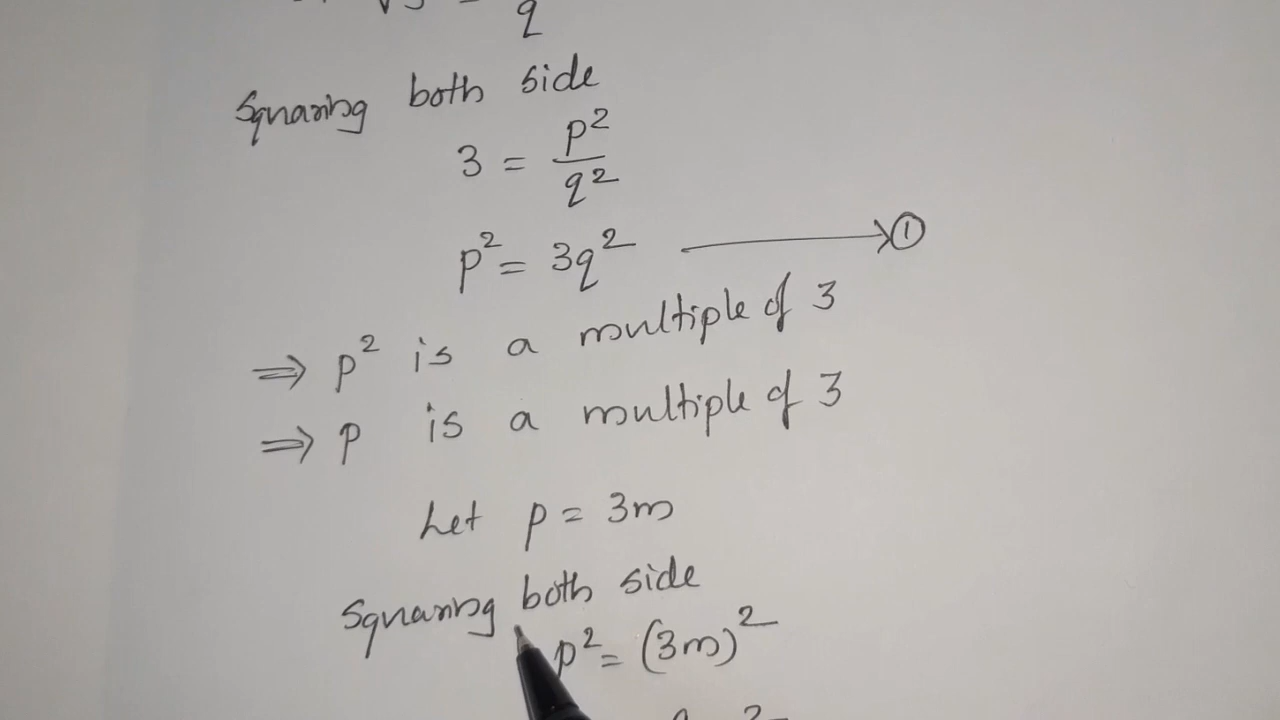 q
Squaring both side
3 = p²/q²
p² = 3q² ⟶ ①
⇒ p² is a multiple of 3
⇒ p is a multiple of 3
Let p = 3m
Squaring both side
p² = (3m)²